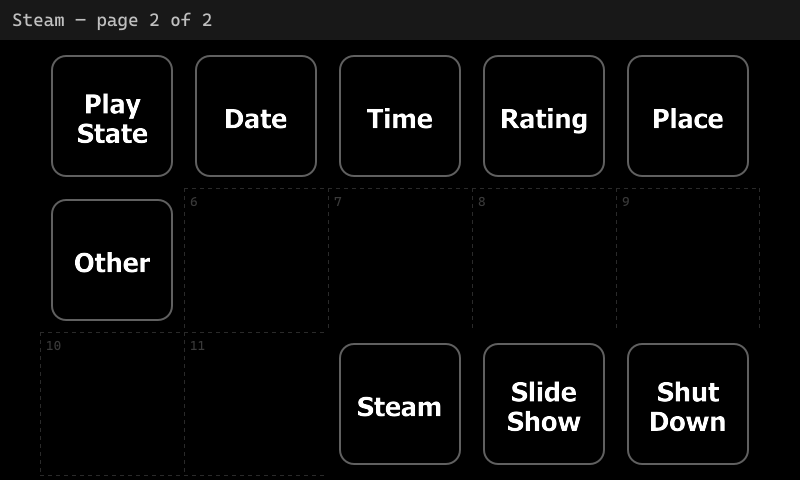 Steam — page 2 of 2
Play
State
Date
Time
Rating
Place
Other
6
7
8
9
10
11
Steam
Slide
Show
Shut
Down